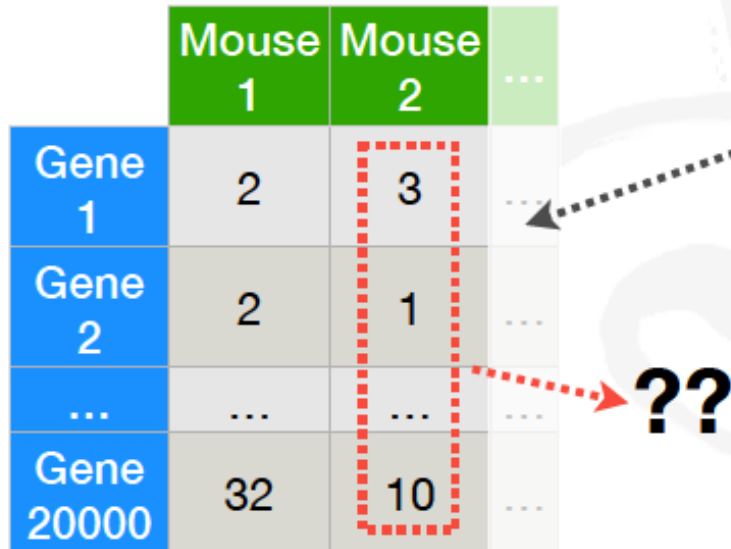 Mouse Mouse ...
1 2
Gene 1 2 3 ...
Gene 2 2 1 ...
... ... ... ...
Gene 20000 32 10 ...
??